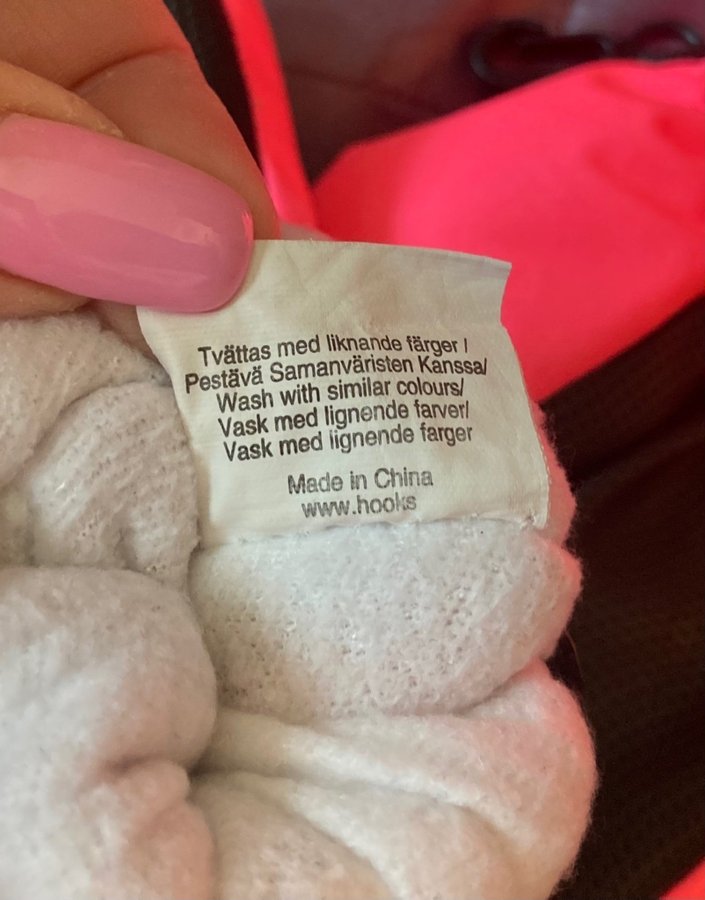 Tvättas med liknande färger /
Pestävä Samanväristen Kanssa/
Wash with similar colours/
Vask med lignende farver/
Vask med lignende farger
Made in China
www.hooks